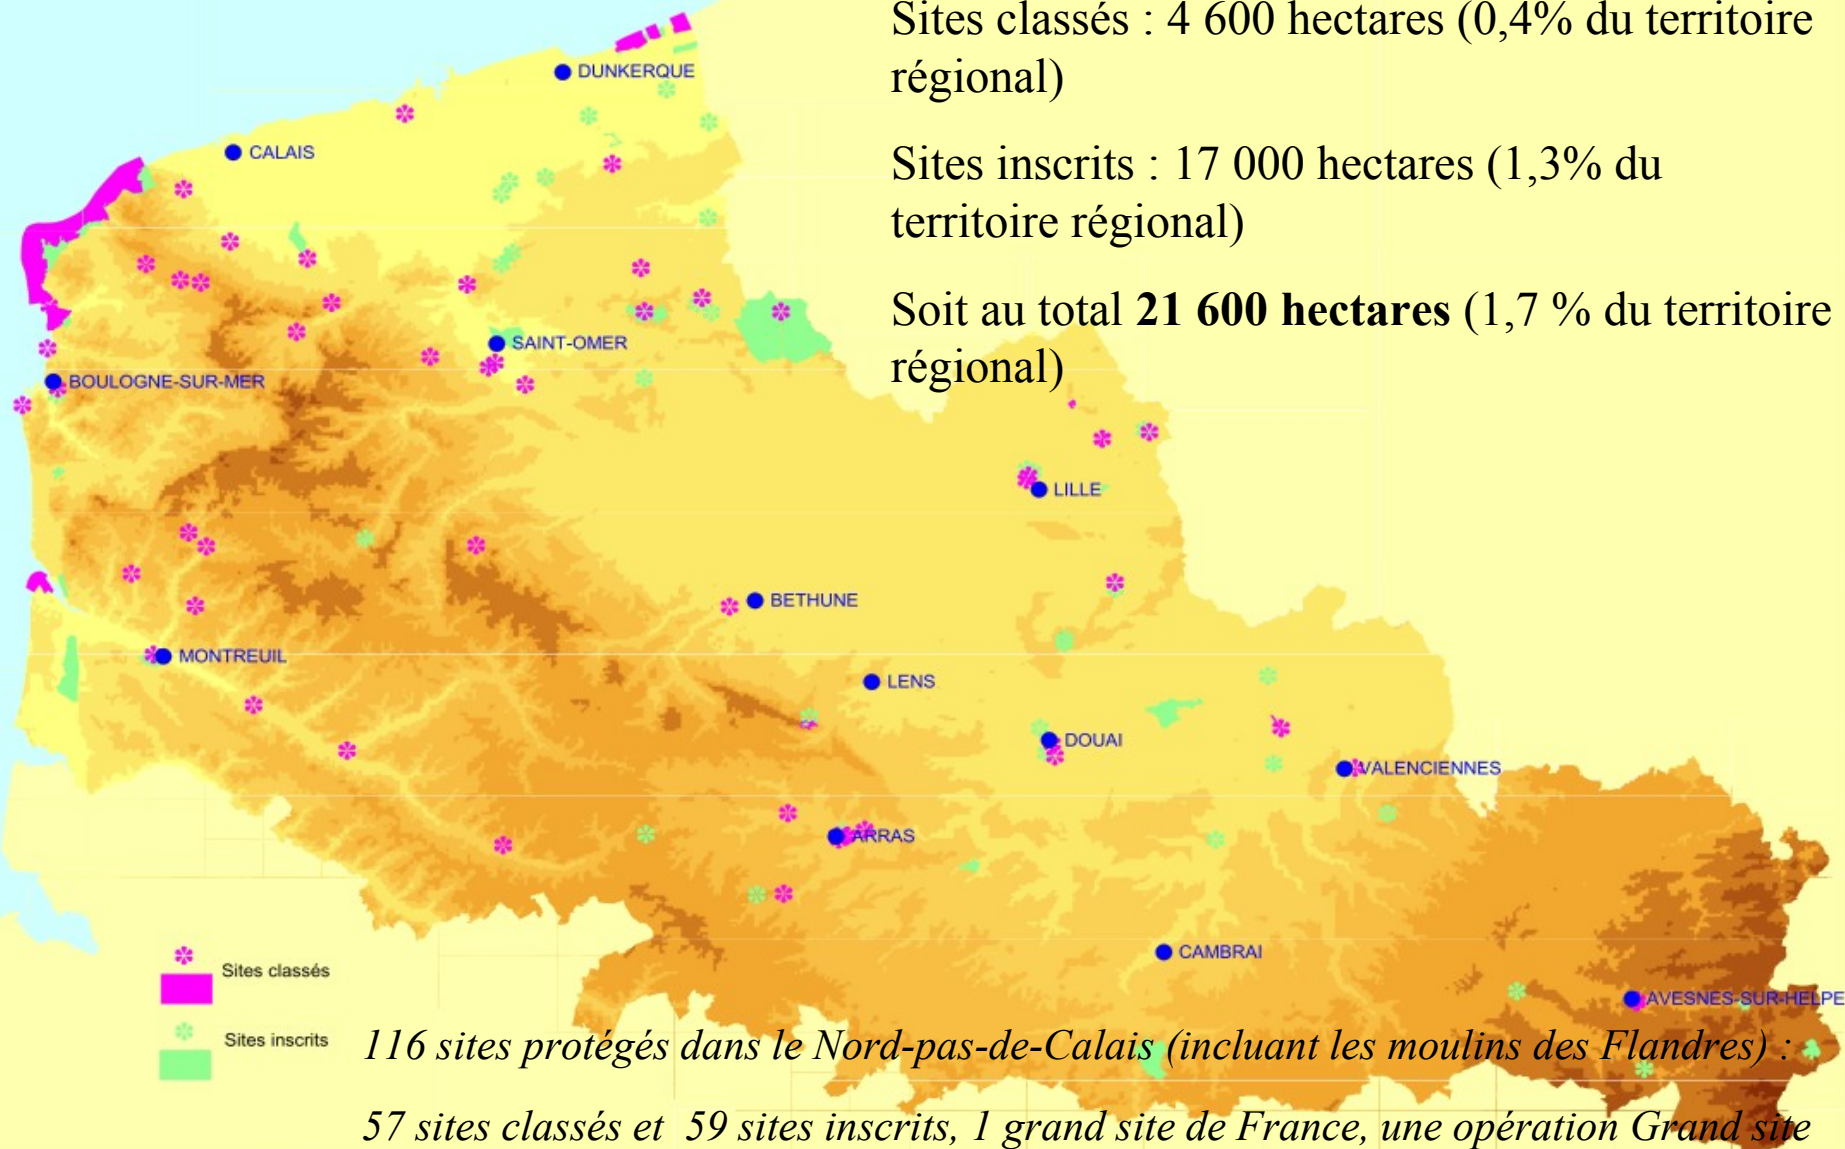 Sites classés : 4 600 hectares (0,4% du territoire
régional)
DUNKERQUE
CALAIS
Sites inscrits : 17 000 hectares (1,3% du
territoire régional)
Soit au total 21 600 hectares (1,7 % du territoire
régional)
SAINT-OMER
BOULOGNE-SUR-MER
LILLE
BETHUNE
MONTREUIL
LENS
DOUAI
VALENCIENNES
ARRAS
CAMBRAI
AVESNES-SUR-HELPE
Sites classés
Sites inscrits
116 sites protégés dans le Nord-pas-de-Calais (incluant les moulins des Flandres) :
57 sites classés et 59 sites inscrits, 1 grand site de France, une opération Grand site